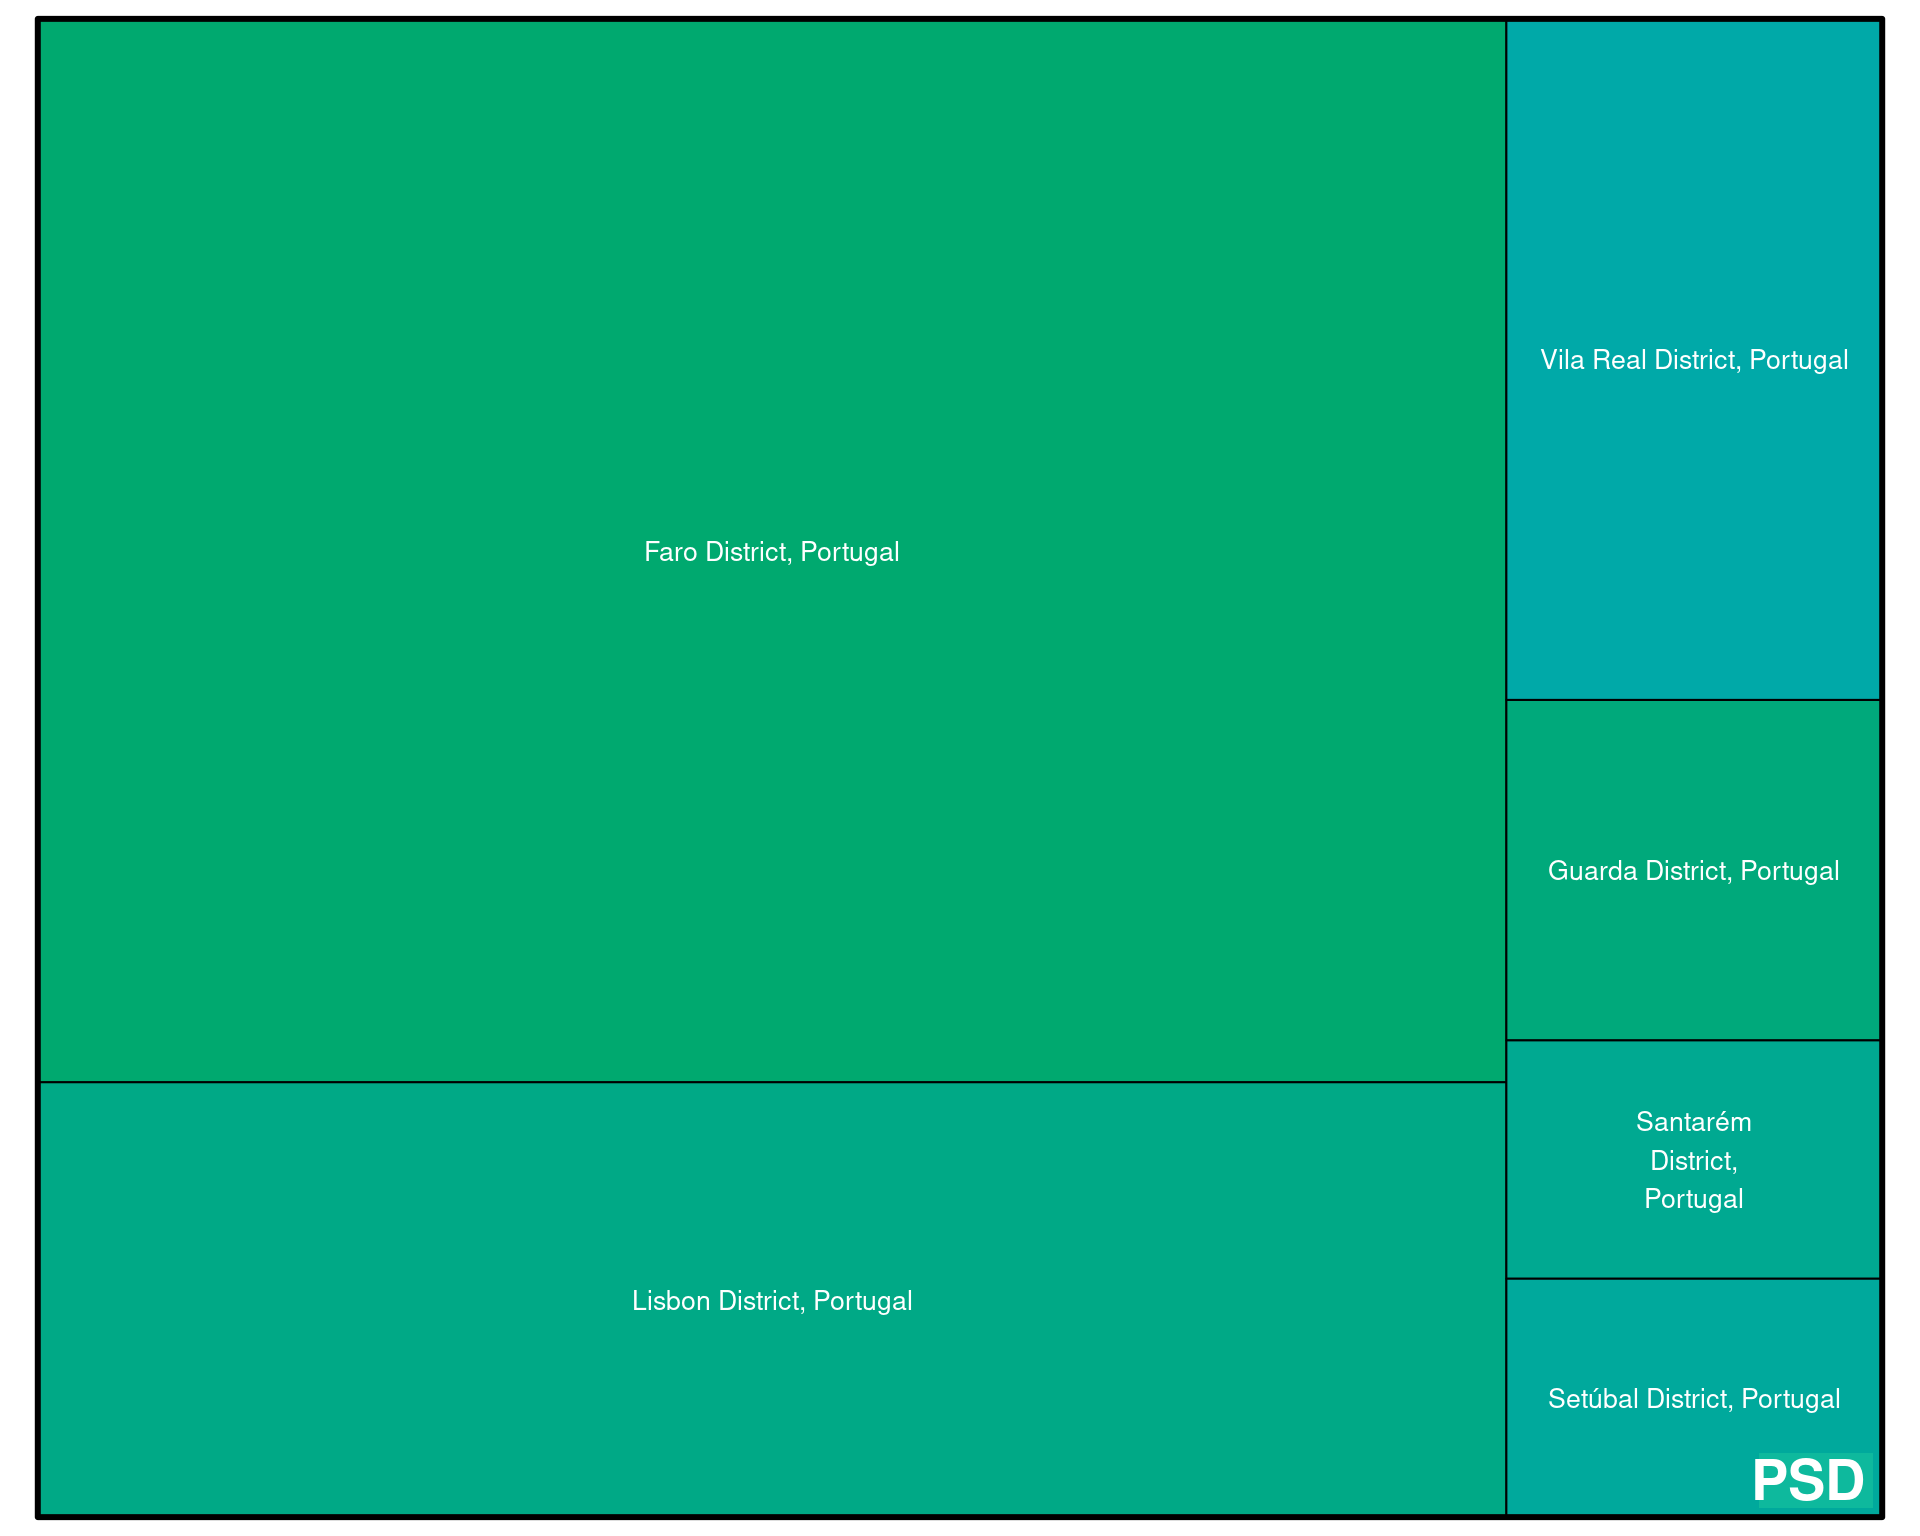 Faro District, Portugal
Lisbon District, Portugal
Vila Real District, Portugal
Guarda District, Portugal
Santarém
District,
Portugal
Setúbal District, Portugal
PSD